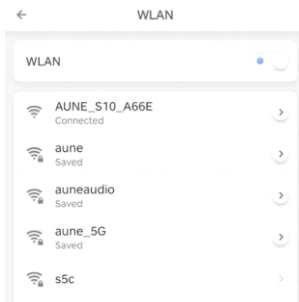 WLAN
WLAN
AUNE_S10_A66E
Connected
aune
Saved
auneaudio
Saved
aune_5G
Saved
s5c